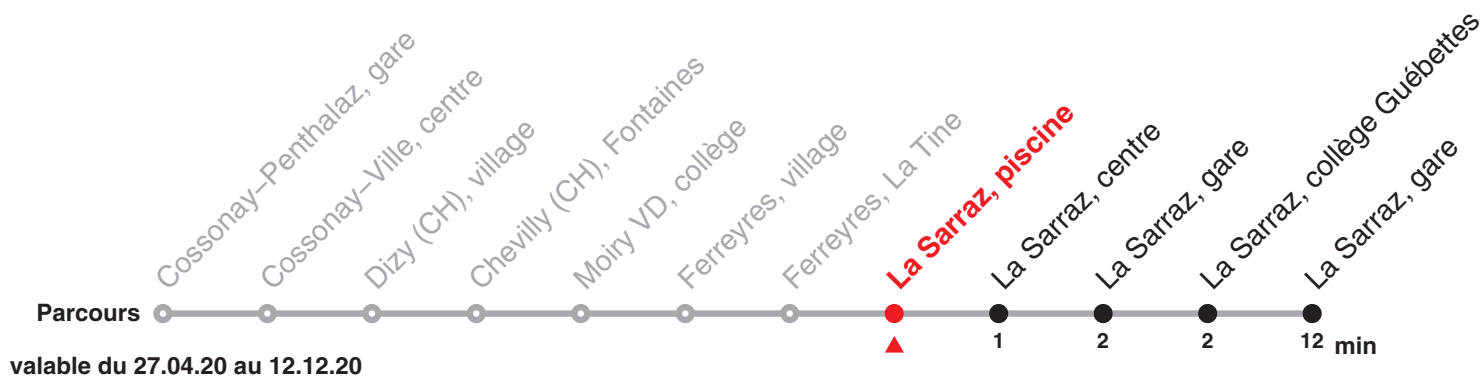 Cossonay–Penthalaz, gare
Cossonay–Ville, centre
Dizy (CH), village
Chevilly (CH), Fontaines
Moiry VD, collège
Ferreyres, village
Ferreyres, La Tine
La Sarraz, piscine
La Sarraz, centre
La Sarraz, gare
La Sarraz, collège Guébettes
La Sarraz, gare
Parcours
1 2 2 12 min
valable du 27.04.20 au 12.12.20